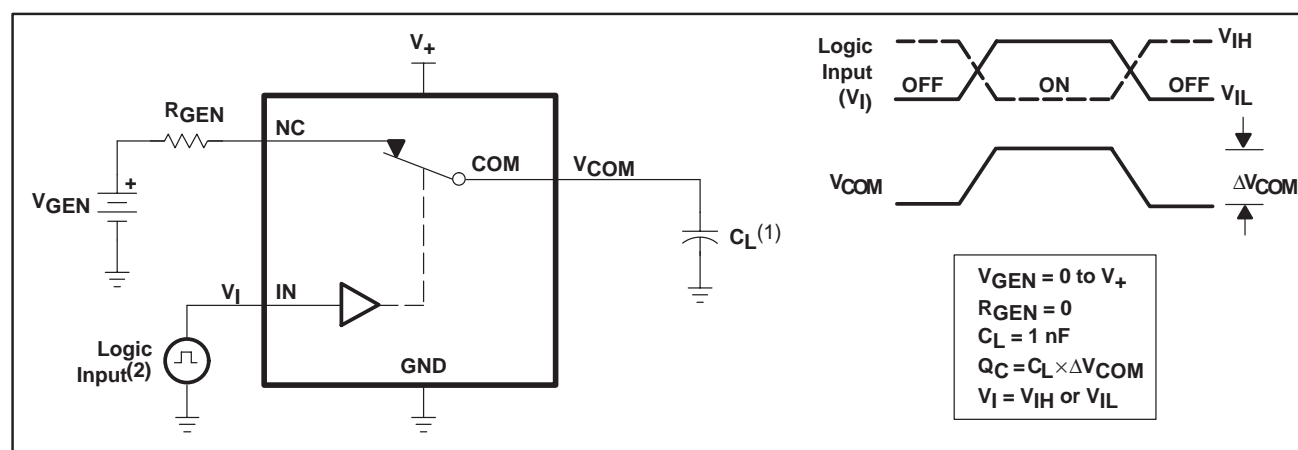 V+
RGEN
NC
COM
VCOM
+
VGEN
CL(1)
VI
IN
Logic
Input(2)
GND
Logic
Input
(VI)
VIH
OFF
ON
OFF
VIL
VCOM
ΔVCOM
VGEN = 0 to V+
RGEN = 0
CL = 1 nF
QC = CL × ΔVCOM
VI = VIH or VIL